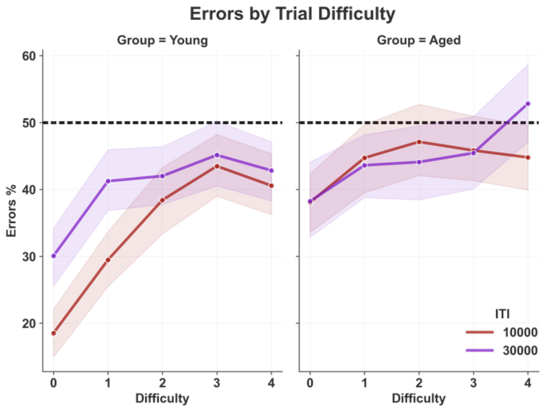 Errors by Trial Difficulty
Group = Young
Group = Aged
60
50
40
30
20
Errors %
0 1 2 3 4
0 1 2 3 4
Difficulty
Difficulty
ITI
10000
30000